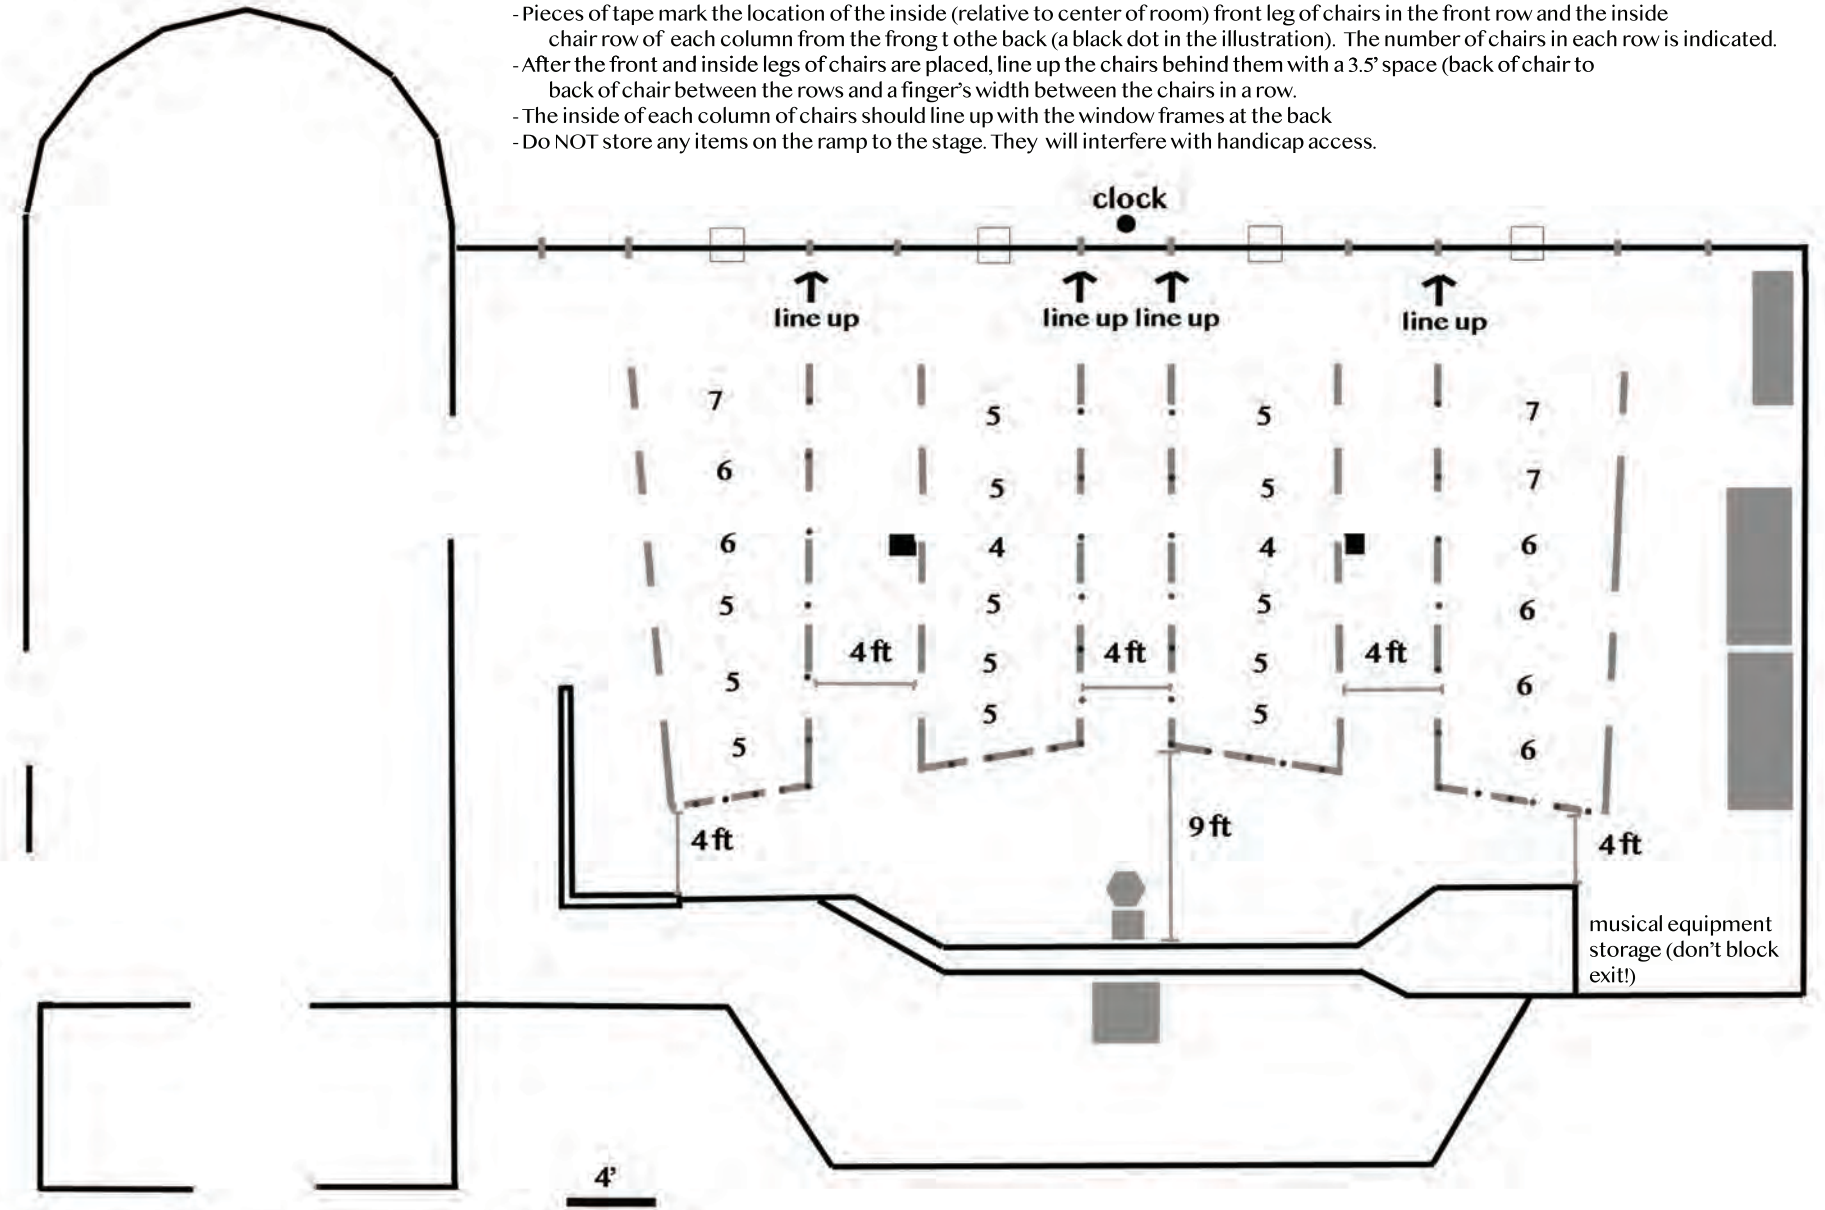 - Pieces of tape mark the location of the inside (relative to center of room) front leg of chairs in the front row and the inside
chair row of each column from the frong t othe back (a black dot in the illustration). The number of chairs in each row is indicated.
- After the front and inside legs of chairs are placed, line up the chairs behind them with a 3.5' space (back of chair to
back of chair between the rows and a finger's width between the chairs in a row.
- The inside of each column of chairs should line up with the window frames at the back
- Do NOT store any items on the ramp to the stage. They will interfere with handicap access.
clock
line up line up line up line up
7 5 5 7
6 5 5 7
6 4 4 6
5 5 5 6
4 ft 4 ft 4 ft
5 5 5 6
5 5 5 6
4 ft 9 ft 4 ft
musical equipment
storage (don't block
exit!)
4'